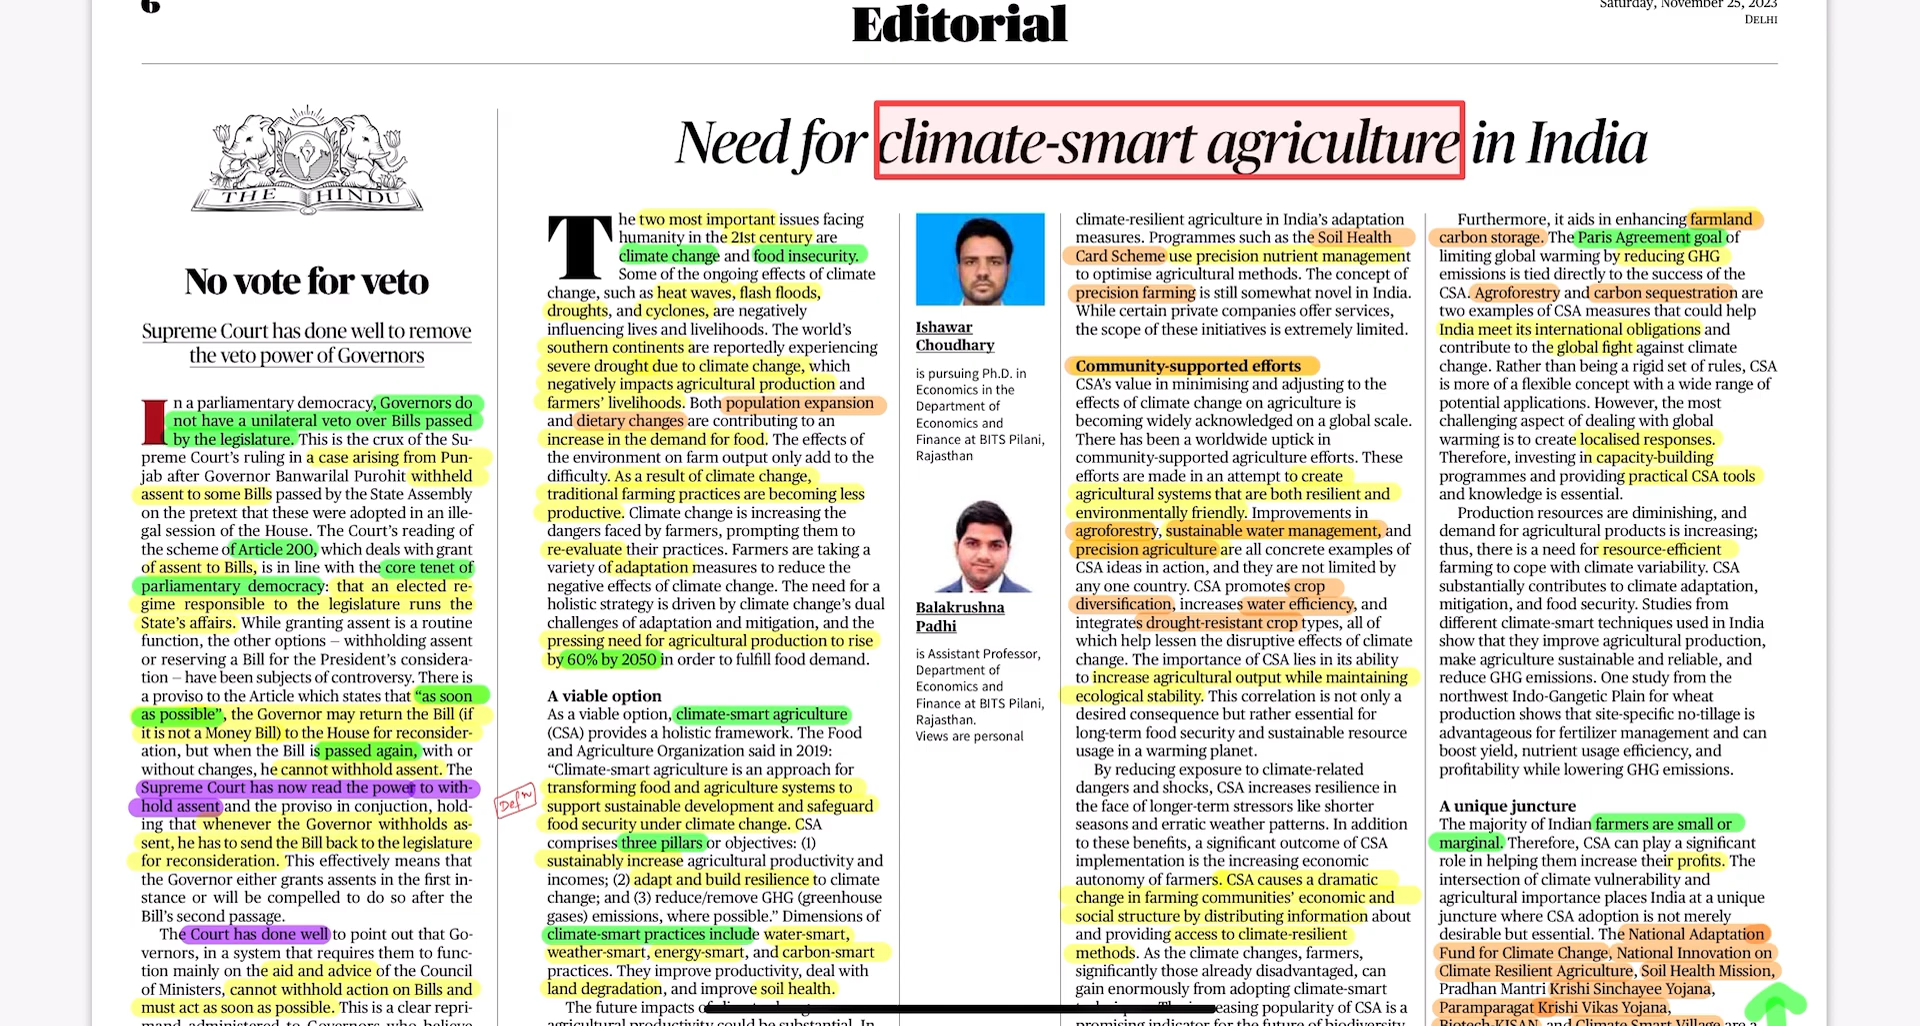 6
Editorial
Saturday, November 25, 2023
DELHI
THE HINDU
No vote for veto
Supreme Court has done well to remove
the veto power of Governors
In a parliamentary democracy, Governors do
not have a unilateral veto over Bills passed
by the legislature. This is the crux of the Su-
preme Court's ruling in a case arising from Pun-
jab after Governor Banwarilal Purohit withheld
assent to some Bills passed by the State Assembly
on the pretext that these were adopted in an ille-
gal session of the House. The Court's reading of
the scheme of Article 200, which deals with grant
of assent to Bills, is in line with the core tenet of
parliamentary democracy: that an elected re-
gime responsible to the legislature runs the
State's affairs. While granting assent is a routine
function, the other options – withholding assent
or reserving a Bill for the President's considera-
tion – have been subjects of controversy. There is
a proviso to the Article which states that “as soon
as possible”, the Governor may return the Bill (if
it is not a Money Bill) to the House for reconsider-
ation, but when the Bill is passed again, with or
without changes, he cannot withhold assent. The
Supreme Court has now read the power to with-
hold assent and the proviso in conjuction, hold-
ing that whenever the Governor withholds as-
sent, he has to send the Bill back to the legislature
for reconsideration. This effectively means that
the Governor either grants assents in the first in-
stance or will be compelled to do so after the
Bill's second passage.
The Court has done well to point out that Go-
vernors, in a system that requires them to func-
tion mainly on the aid and advice of the Council
of Ministers, cannot withhold action on Bills and
must act as soon as possible. This is a clear repri-
mand administered to Governors who believe
Need for climate-smart agriculture in India
The two most important issues facing
humanity in the 21st century are
climate change and food insecurity.
Some of the ongoing effects of climate
change, such as heat waves, flash floods,
droughts, and cyclones, are negatively
influencing lives and livelihoods. The world's
southern continents are reportedly experiencing
severe drought due to climate change, which
negatively impacts agricultural production and
farmers' livelihoods. Both population expansion
and dietary changes are contributing to an
increase in the demand for food. The effects of
the environment on farm output only add to the
difficulty. As a result of climate change,
traditional farming practices are becoming less
productive. Climate change is increasing the
dangers faced by farmers, prompting them to
re-evaluate their practices. Farmers are taking a
variety of adaptation measures to reduce the
negative effects of climate change. The need for a
holistic strategy is driven by climate change's dual
challenges of adaptation and mitigation, and the
pressing need for agricultural production to rise
by 60% by 2050 in order to fulfill food demand.
A viable option
As a viable option, climate-smart agriculture
(CSA) provides a holistic framework. The Food
and Agriculture Organization said in 2019:
“Climate-smart agriculture is an approach for
Defn
transforming food and agriculture systems to
support sustainable development and safeguard
food security under climate change. CSA
comprises three pillars or objectives: (1)
sustainably increase agricultural productivity and
incomes; (2) adapt and build resilience to climate
change; and (3) reduce/remove GHG (greenhouse
gases) emissions, where possible.” Dimensions of
climate-smart practices include water-smart,
weather-smart, energy-smart, and carbon-smart
practices. They improve productivity, deal with
land degradation, and improve soil health.
The future impacts of
agricultural productivity could be substantial. In
Ishawar
Choudhary
is pursuing Ph.D. in
Economics in the
Department of
Economics and
Finance at BITS Pilani,
Rajasthan
Balakrushna
Padhi
is Assistant Professor,
Department of
Economics and
Finance at BITS Pilani,
Rajasthan.
Views are personal
climate-resilient agriculture in India's adaptation
measures. Programmes such as the Soil Health
Card Scheme use precision nutrient management
to optimise agricultural methods. The concept of
precision farming is still somewhat novel in India.
While certain private companies offer services,
the scope of these initiatives is extremely limited.
Community-supported efforts
CSA's value in minimising and adjusting to the
effects of climate change on agriculture is
becoming widely acknowledged on a global scale.
There has been a worldwide uptick in
community-supported agriculture efforts. These
efforts are made in an attempt to create
agricultural systems that are both resilient and
environmentally friendly. Improvements in
agroforestry, sustainable water management, and
precision agriculture are all concrete examples of
CSA ideas in action, and they are not limited by
any one country. CSA promotes crop
diversification, increases water efficiency, and
integrates drought-resistant crop types, all of
which help lessen the disruptive effects of climate
change. The importance of CSA lies in its ability
to increase agricultural output while maintaining
ecological stability. This correlation is not only a
desired consequence but rather essential for
long-term food security and sustainable resource
usage in a warming planet.
By reducing exposure to climate-related
dangers and shocks, CSA increases resilience in
the face of longer-term stressors like shorter
seasons and erratic weather patterns. In addition
to these benefits, a significant outcome of CSA
implementation is the increasing economic
autonomy of farmers. CSA causes a dramatic
change in farming communities' economic and
social structure by distributing information about
and providing access to climate-resilient
methods. As the climate changes, farmers,
significantly those already disadvantaged, can
gain enormously from adopting climate-smart
popularity of CSA is a
promising indicator for the future of biodiversity
Furthermore, it aids in enhancing farmland
carbon storage. The Paris Agreement goal of
limiting global warming by reducing GHG
emissions is tied directly to the success of the
CSA. Agroforestry and carbon sequestration are
two examples of CSA measures that could help
India meet its international obligations and
contribute to the global fight against climate
change. Rather than being a rigid set of rules, CSA
is more of a flexible concept with a wide range of
potential applications. However, the most
challenging aspect of dealing with global
warming is to create localised responses.
Therefore, investing in capacity-building
programmes and providing practical CSA tools
and knowledge is essential.
Production resources are diminishing, and
demand for agricultural products is increasing;
thus, there is a need for resource-efficient
farming to cope with climate variability. CSA
substantially contributes to climate adaptation,
mitigation, and food security. Studies from
different climate-smart techniques used in India
show that they improve agricultural production,
make agriculture sustainable and reliable, and
reduce GHG emissions. One study from the
northwest Indo-Gangetic Plain for wheat
production shows that site-specific no-tillage is
advantageous for fertilizer management and can
boost yield, nutrient usage efficiency, and
profitability while lowering GHG emissions.
A unique juncture
The majority of Indian farmers are small or
marginal. Therefore, CSA can play a significant
role in helping them increase their profits. The
intersection of climate vulnerability and
agricultural importance places India at a unique
juncture where CSA adoption is not merely
desirable but essential. The National Adaptation
Fund for Climate Change, National Innovation on
Climate Resilient Agriculture, Soil Health Mission,
Pradhan Mantri Krishi Sinchayee Yojana,
Paramparagat Krishi Vikas Yojana,
Biotech-KISAN, and Climate Smart Village are a